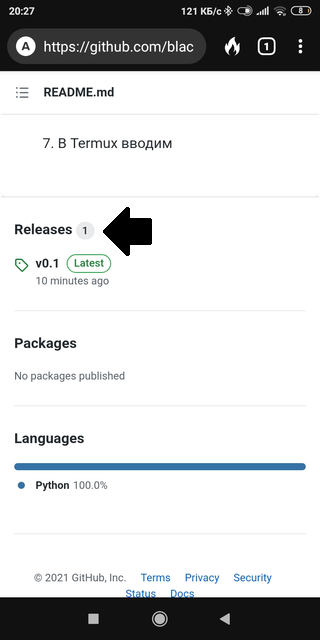 20:27
121 КБ/с
8
A
https://github.com/blac
1
README.md
7. В Termux вводим
Releases 1
v0.1 Latest
10 minutes ago
Packages
No packages published
Languages
Python 100.0%
© 2021 GitHub, Inc. Terms Privacy Security
Status Docs